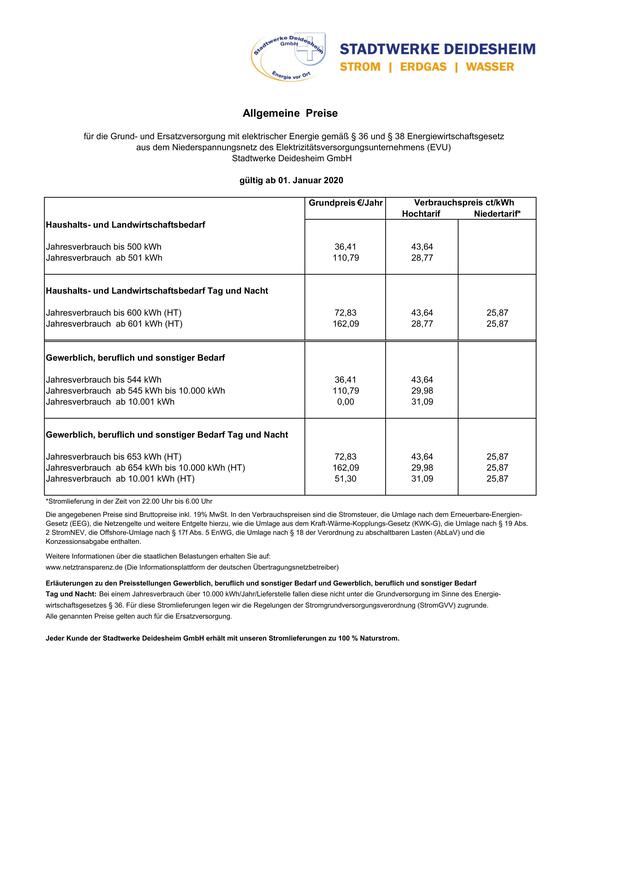 Stadtwerke Deidesheim
GmbH
Energie vor Ort
STADTWERKE DEIDESHEIM
STROM | ERDGAS | WASSER
Allgemeine Preise
für die Grund- und Ersatzversorgung mit elektrischer Energie gemäß § 36 und § 38 Energiewirtschaftsgesetz
aus dem Niederspannungsnetz des Elektrizitätsversorgungsunternehmens (EVU)
Stadtwerke Deidesheim GmbH
gültig ab 01. Januar 2020
Grundpreis €/Jahr Verbrauchspreis ct/kWh
Hochtarif Niedertarif*
Haushalts- und Landwirtschaftsbedarf
Jahresverbrauch bis 500 kWh 36,41 43,64
Jahresverbrauch ab 501 kWh 110,79 28,77
Haushalts- und Landwirtschaftsbedarf Tag und Nacht
Jahresverbrauch bis 600 kWh (HT) 72,83 43,64 25,87
Jahresverbrauch ab 601 kWh (HT) 162,09 28,77 25,87
Gewerblich, beruflich und sonstiger Bedarf
Jahresverbrauch bis 544 kWh 36,41 43,64
Jahresverbrauch ab 545 kWh bis 10.000 kWh 110,79 29,98
Jahresverbrauch ab 10.001 kWh 0,00 31,09
Gewerblich, beruflich und sonstiger Bedarf Tag und Nacht
Jahresverbrauch bis 653 kWh (HT) 72,83 43,64 25,87
Jahresverbrauch ab 654 kWh bis 10.000 kWh (HT) 162,09 29,98 25,87
Jahresverbrauch ab 10.001 kWh (HT) 51,30 31,09 25,87
*Stromlieferung in der Zeit von 22.00 Uhr bis 6.00 Uhr
Die angegebenen Preise sind Bruttopreise inkl. 19% MwSt. In den Verbrauchspreisen sind die Stromsteuer, die Umlage nach dem Erneuerbare-Energien-
Gesetz (EEG), die Netzengelte und weitere Entgelte hierzu, wie die Umlage aus dem Kraft-Wärme-Kopplungs-Gesetz (KWK-G), die Umlage nach § 19 Abs.
2 StromNEV, die Offshore-Umlage nach § 17f Abs. 5 EnWG, die Umlage nach § 18 der Verordnung zu abschaltbaren Lasten (AbLaV) und die
Konzessionsabgabe enthalten.
Weitere Informationen über die staatlichen Belastungen erhalten Sie auf:
www.netztransparenz.de (Die Informationsplattform der deutschen Übertragungsnetzbetreiber)
Erläuterungen zu den Preisstellungen Gewerblich, beruflich und sonstiger Bedarf und Gewerblich, beruflich und sonstiger Bedarf
Tag und Nacht: Bei einem Jahresverbrauch über 10.000 kWh/Jahr/Lieferstelle fallen diese nicht unter die Grundversorgung im Sinne des Energie-
wirtschaftsgesetzes § 36. Für diese Stromlieferungen legen wir die Regelungen der Stromgrundversorgungsverordnung (StromGVV) zugrunde.
Alle genannten Preise gelten auch für die Ersatzversorgung.
Jeder Kunde der Stadtwerke Deidesheim GmbH erhält mit unseren Stromlieferungen zu 100 % Naturstrom.